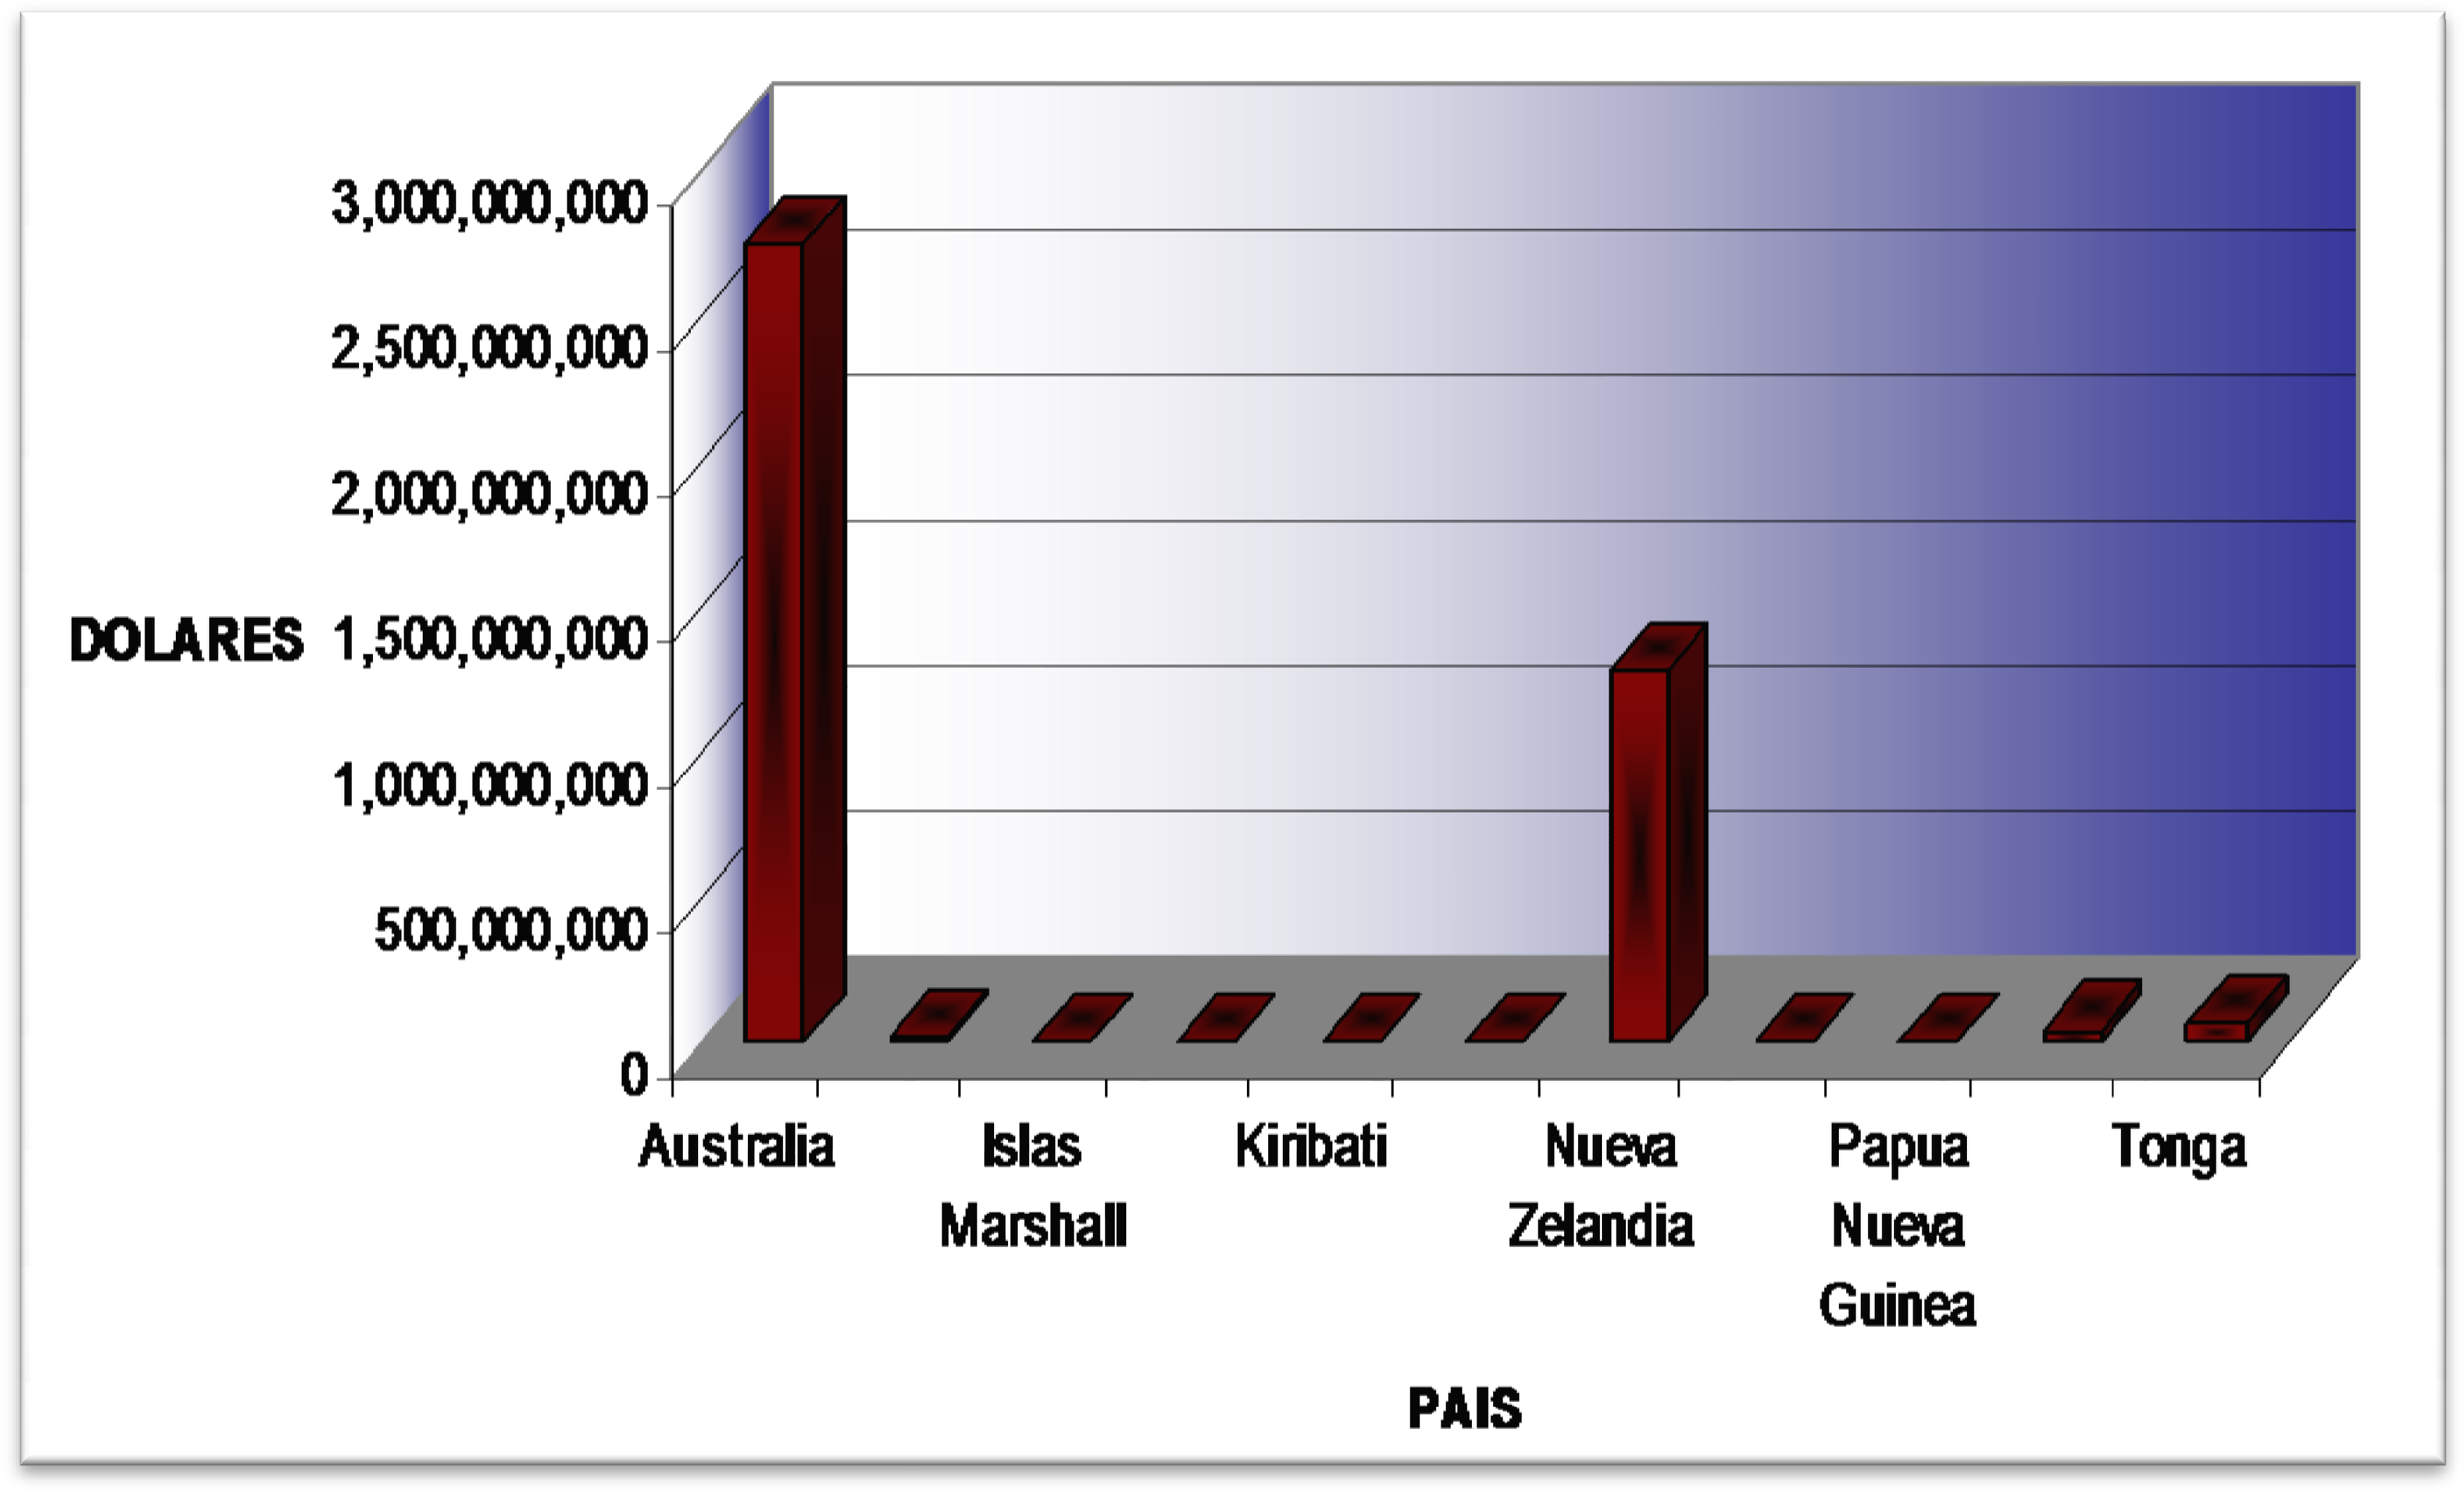 3,000,000,000
2,500,000,000
2,000,000,000
DOLARES 1,500,000,000
1,000,000,000
500,000,000
0
Australia Islas Kiribati Nueva Papua Tonga
Marshall Zelandia Nueva
Guinea
PAIS